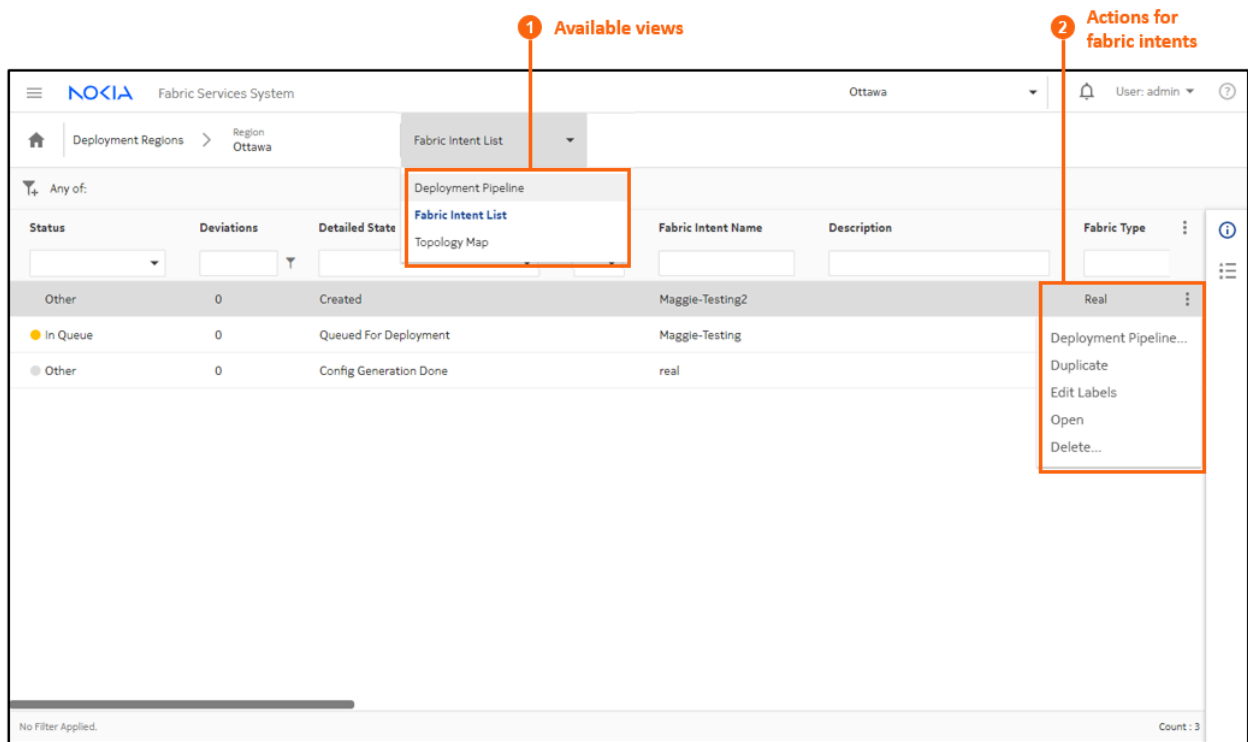 1 Available views
2 Actions for
fabric intents
NOKIA Fabric Services System Ottawa User: admin ?
Deployment Regions Region
Ottawa
Fabric Intent List
Any of:
Deployment Pipeline
Fabric Intent List
Topology Map
Status Deviations Detailed State Fabric Intent Name Description Fabric Type
Other 0 Created Maggie-Testing2 Real
In Queue 0 Queued For Deployment Maggie-Testing
Other 0 Config Generation Done real
Deployment Pipeline...
Duplicate
Edit Labels
Open
Delete...
No Filter Applied. Count : 3